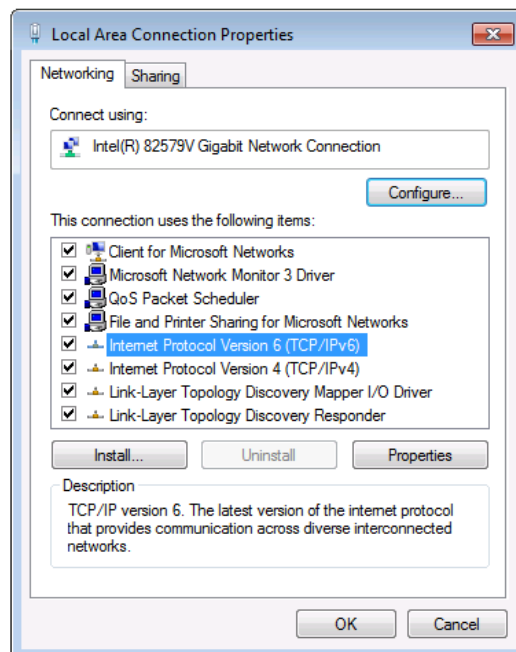 Local Area Connection Properties
Networking
Sharing
Connect using:
Intel(R) 82579V Gigabit Network Connection
Configure...
This connection uses the following items:
Client for Microsoft Networks
Microsoft Network Monitor 3 Driver
QoS Packet Scheduler
File and Printer Sharing for Microsoft Networks
Internet Protocol Version 6 (TCP/IPv6)
Internet Protocol Version 4 (TCP/IPv4)
Link-Layer Topology Discovery Mapper I/O Driver
Link-Layer Topology Discovery Responder
Install...
Uninstall
Properties
Description
TCP/IP version 6. The latest version of the internet protocol
that provides communication across diverse interconnected
networks.
OK
Cancel